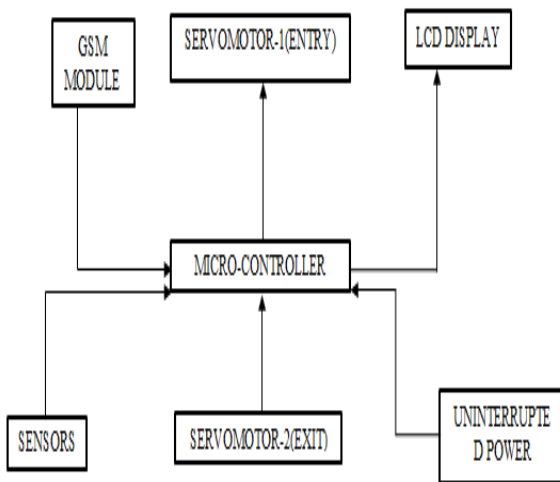 GSM
MODULE
SERVOMOTOR-1(ENTRY)
LCD DISPLAY
MICRO-CONTROLLER
SENSORS
SERVOMOTOR-2(EXIT)
UNINTERRUPTE
D POWER